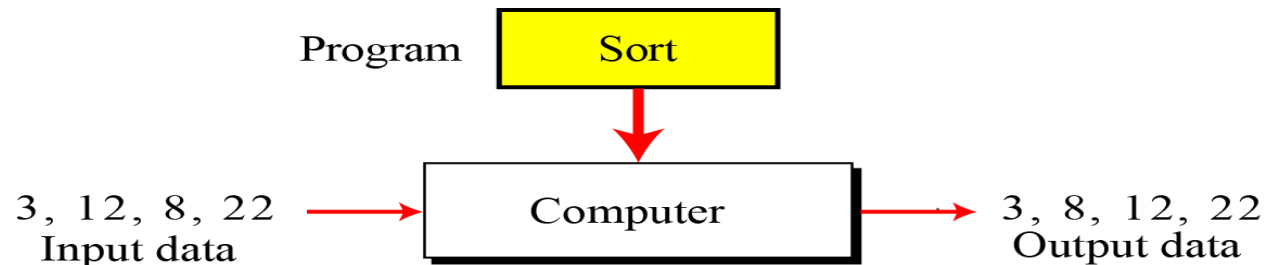 Program
Sort
Computer
3, 12, 8, 22
Input data
3, 8, 12, 22
Output data